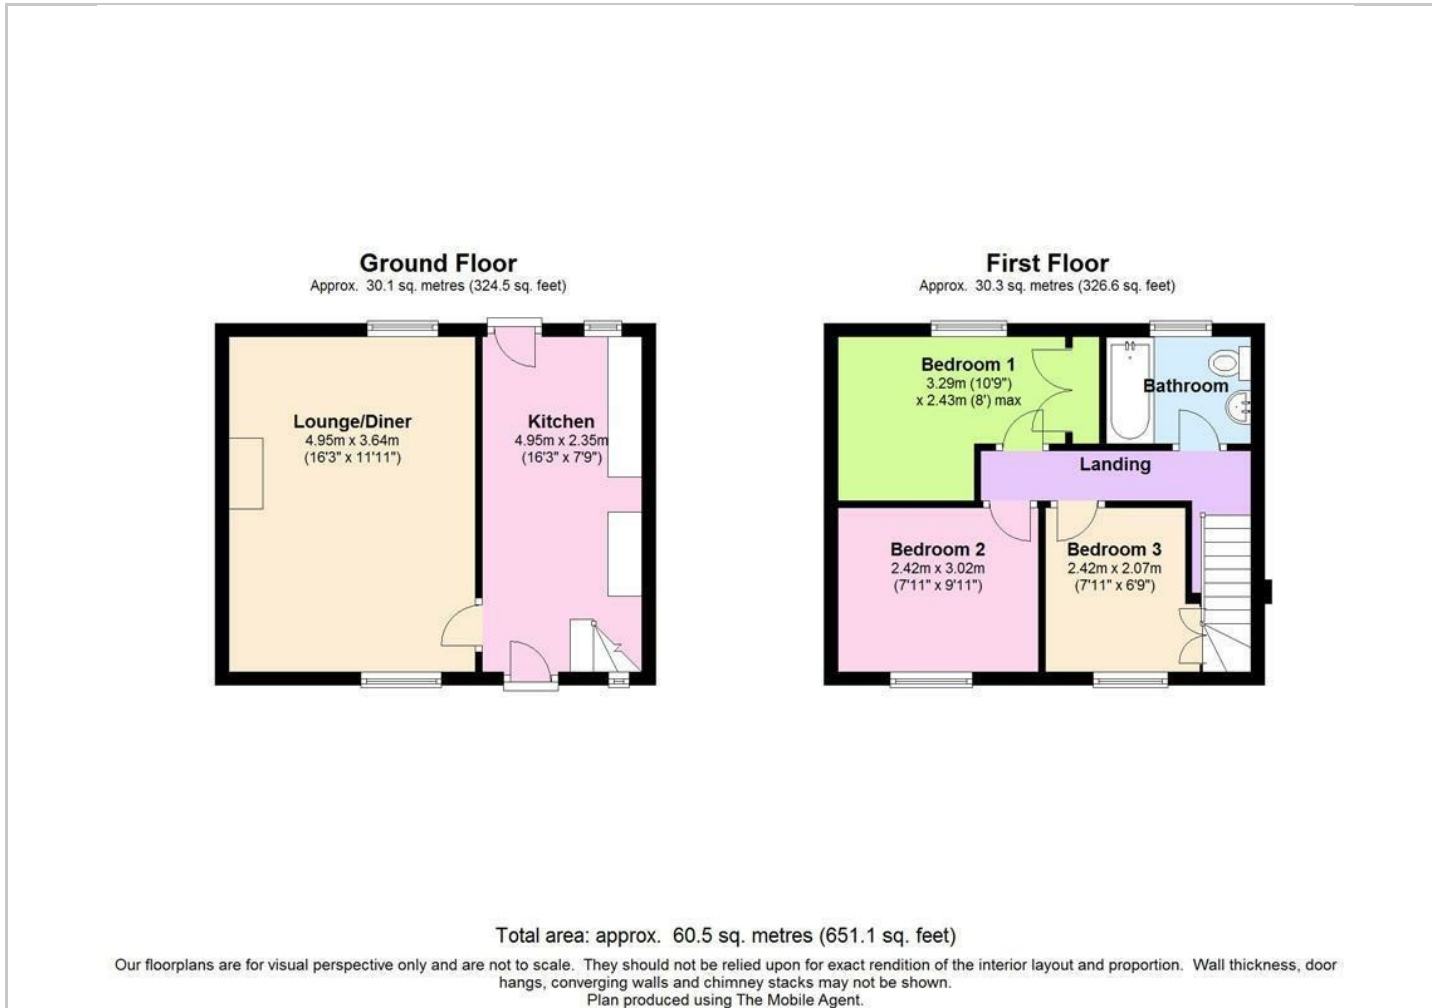 Ground Floor
Approx. 30.1 sq. metres (324.5 sq. feet)
Lounge/Diner
4.95m x 3.64m
(16'3" x 11'11")
Kitchen
4.95m x 2.35m
(16'3" x 7'9")
First Floor
Approx. 30.3 sq. metres (326.6 sq. feet)
Bedroom 1
3.29m (10'9")
x 2.43m (8') max
Bathroom
Landing
Bedroom 2
2.42m x 3.02m
(7'11" x 9'11")
Bedroom 3
2.42m x 2.07m
(7'11" x 6'9")
Total area: approx. 60.5 sq. metres (651.1 sq. feet)
Our floorplans are for visual perspective only and are not to scale. They should not be relied upon for exact rendition of the interior layout and proportion. Wall thickness, door
hangs, converging walls and chimney stacks may not be shown.
Plan produced using The Mobile Agent.